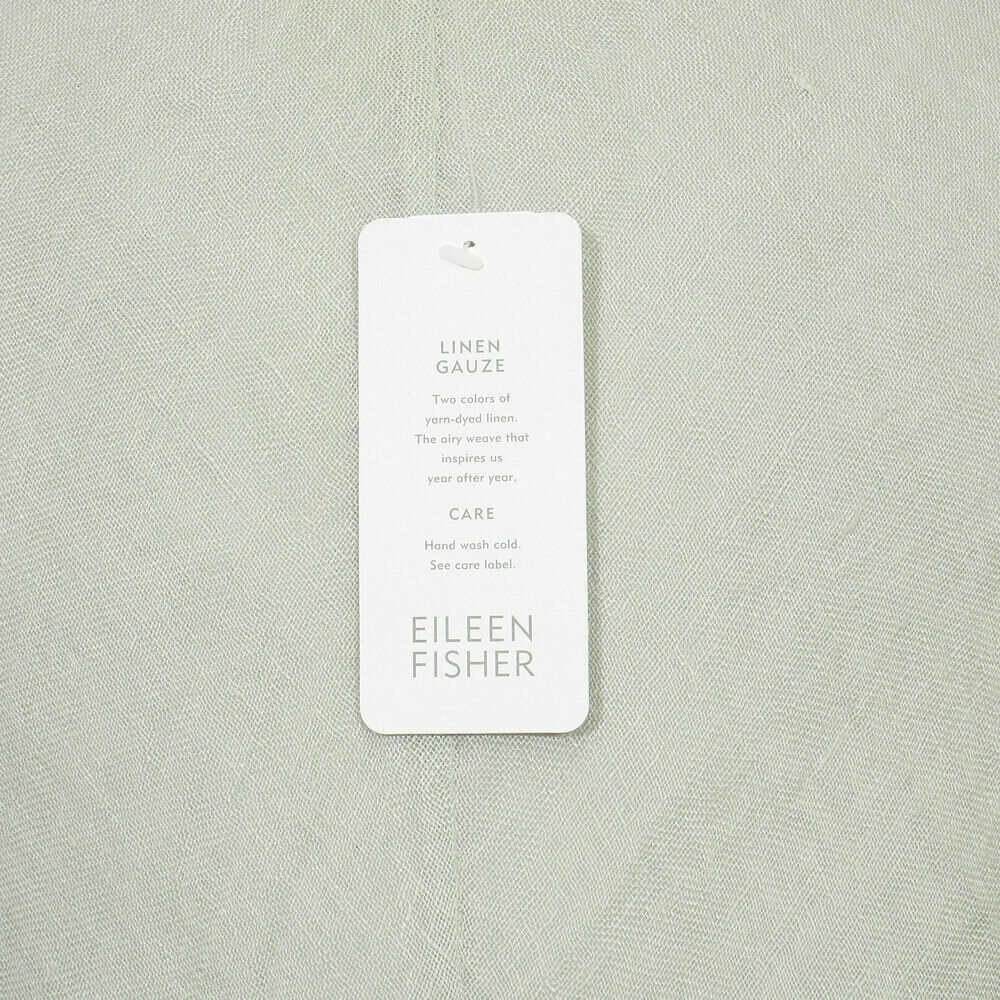 LINEN
GAUZE
Two colors of
yarn-dyed linen.
The airy weave that
inspires us
year after year.
CARE
Hand wash cold.
See care label.
EILEEN
FISHER